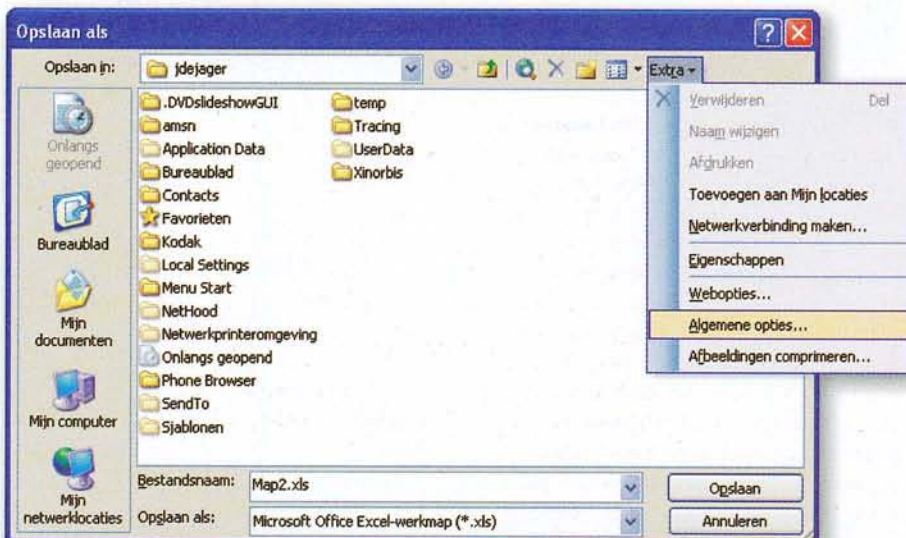 Opslaan als
Opslaan in:
jdejager
Extra
Onlangs geopend
Bureaublad
Mijn documenten
Mijn computer
Mijn netwerklocaties
.DVDslideshowGUI
amsn
Application Data
Bureaublad
Contacts
Favorieten
Kodak
Local Settings
Menu Start
NetHood
Netwerkprinteromgeving
Onlangs geopend
Phone Browser
SendTo
Sjablonen
temp
Tracing
UserData
Xinorbis
Verwijderen Del
Naam wijzigen
Afdrukken
Toevoegen aan Mijn locaties
Netwerkverbinding maken...
Eigenschappen
Webopties...
Algemene opties...
Afbeeldingen comprimeren...
Bestandsnaam:
Map2.xls
Opslaan
Opslaan als:
Microsoft Office Excel-werkmap (*.xls)
Annuleren